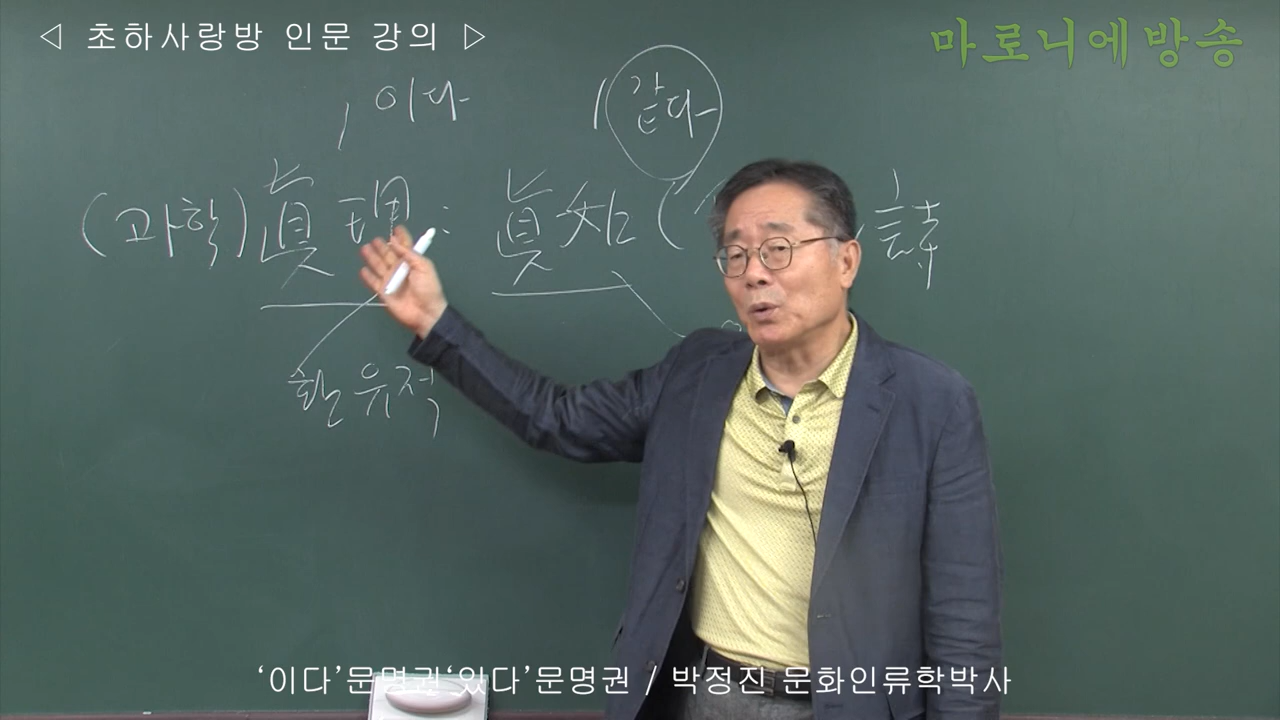 ◁ 초하사랑방 인문 강의 ▷
마로니에방송
이다
같다
(과학)眞理 : 眞如 ( 詩
환유적
‘이다’문명권‘있다’문명권 / 박정진 문화인류학박사